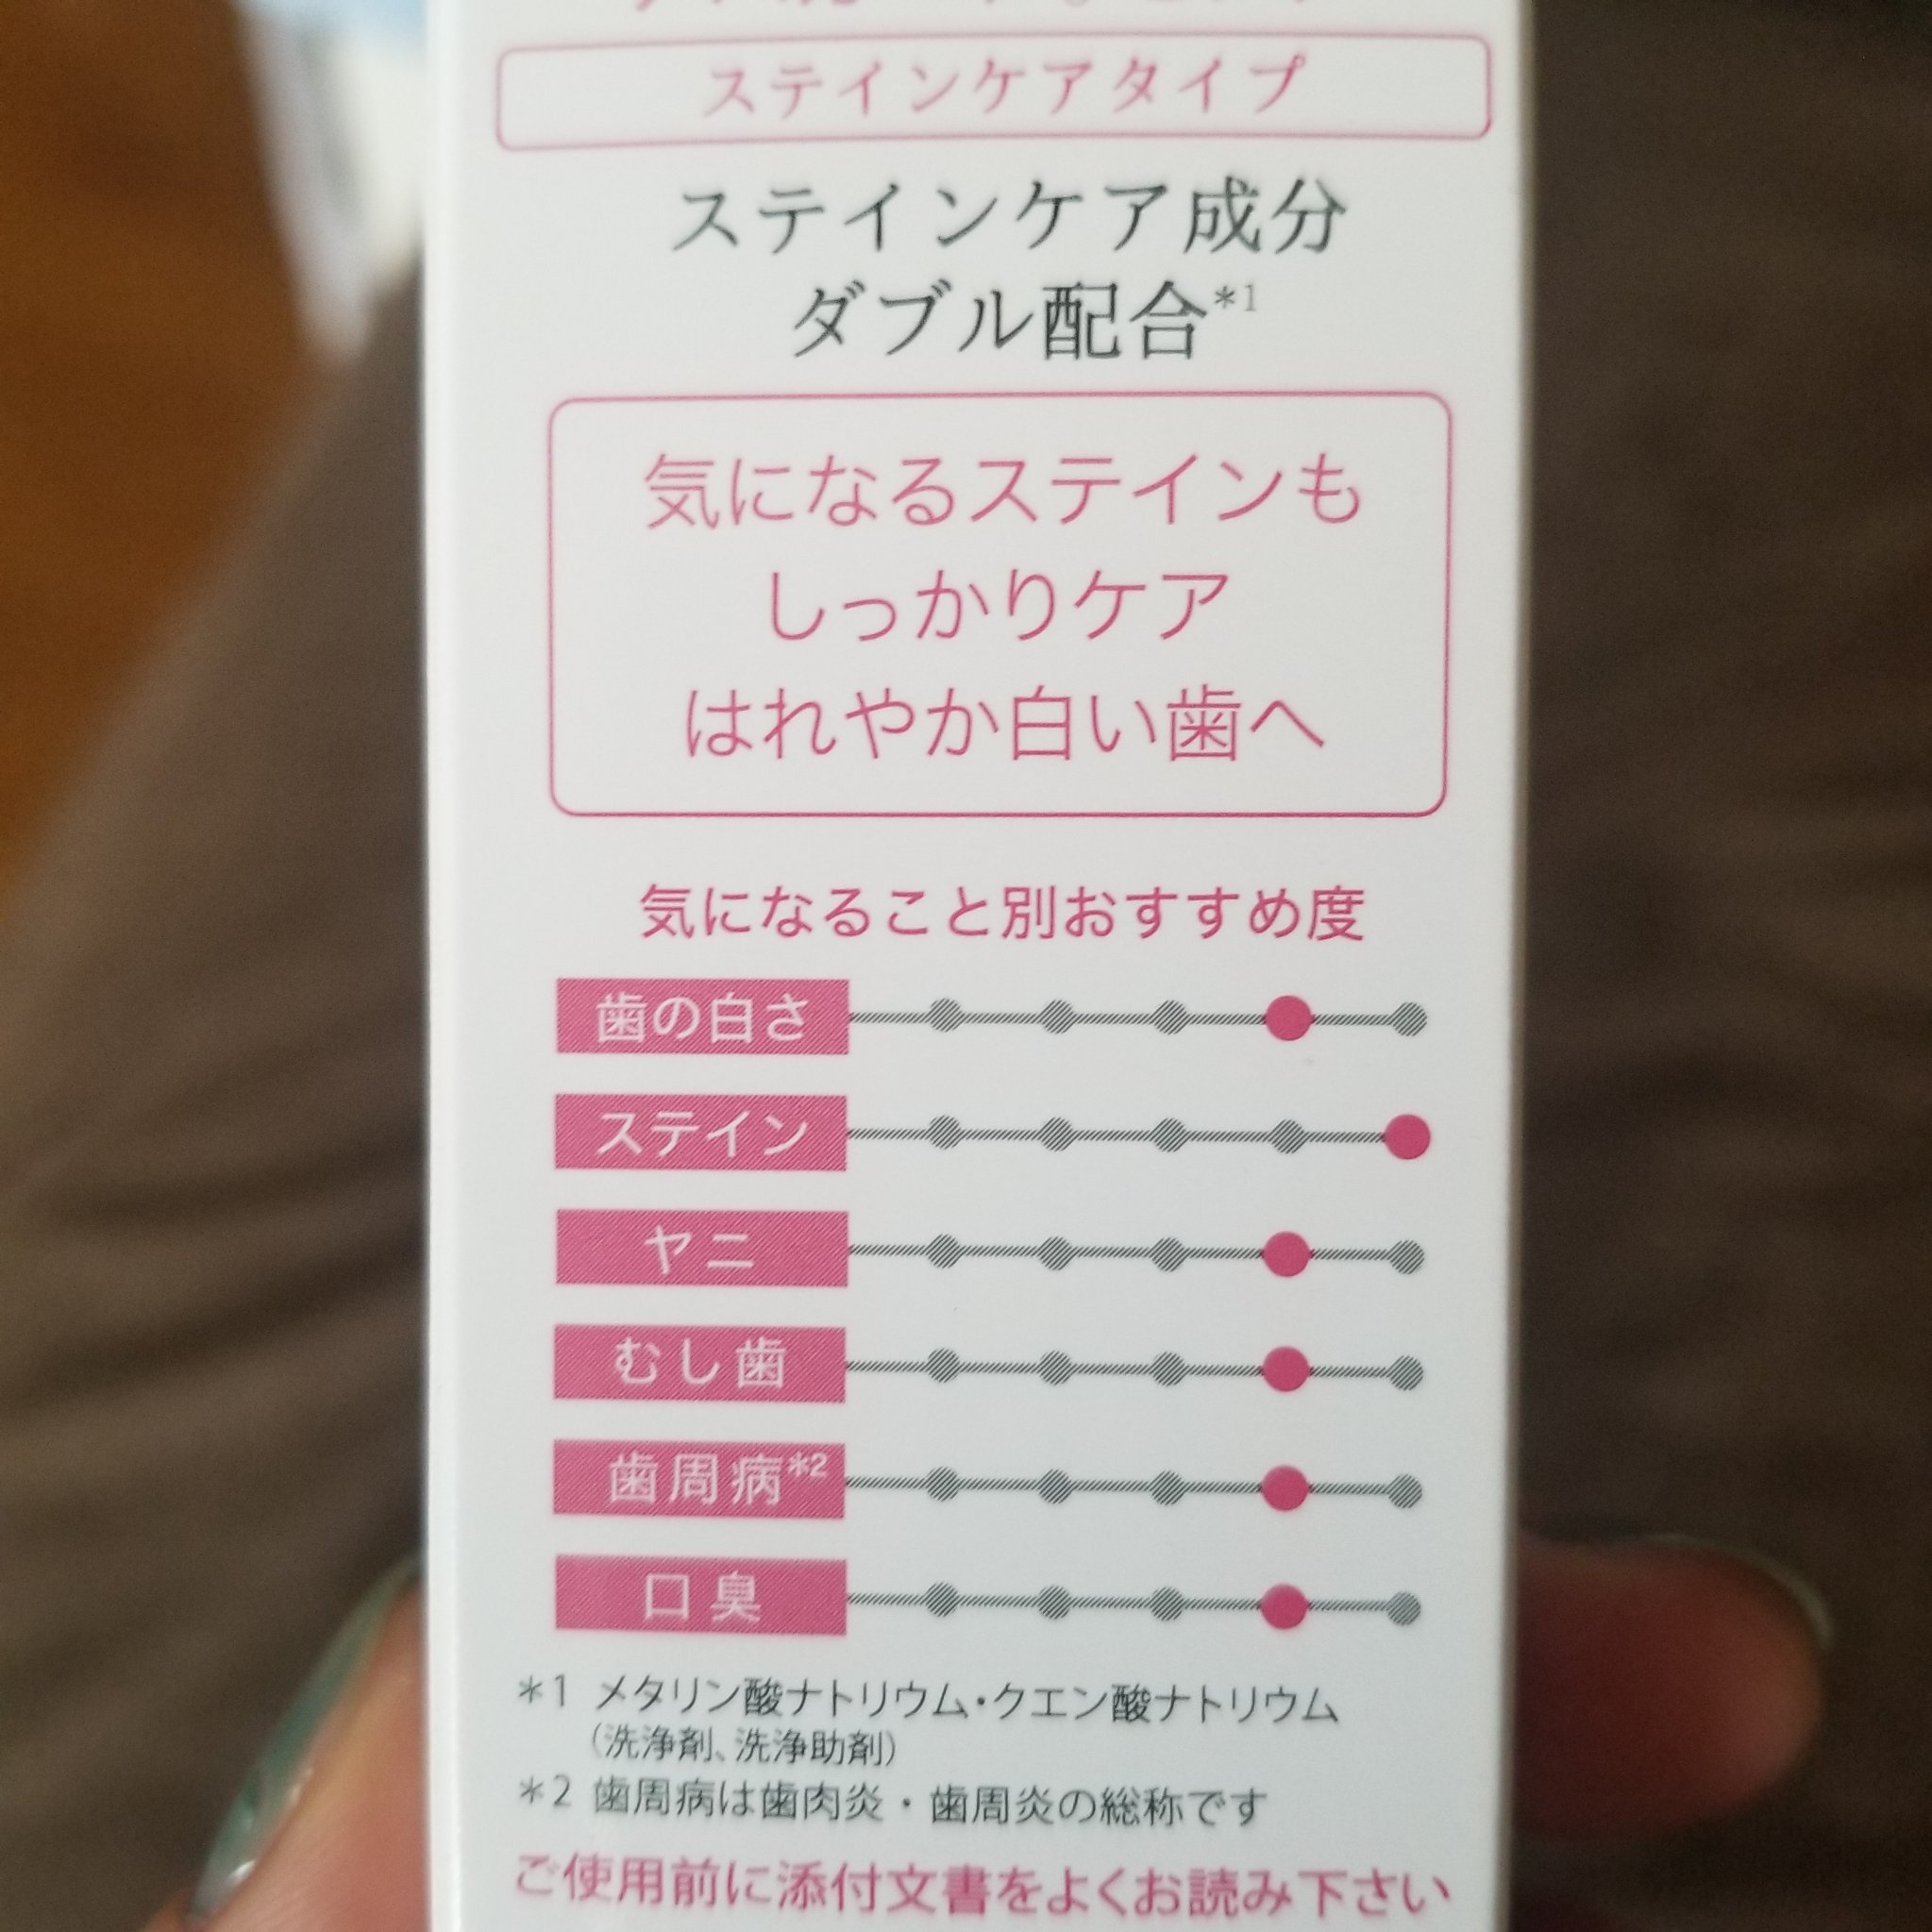 ステインケアタイプ
ステインケア成分
ダブル配合*1
気になるステインも
しっかりケア
はれやか白い歯へ
気になること別おすすめ度
歯の白さ
ステイン
ヤニ
むし歯
歯周病*2
口臭
*1 メタリン酸ナトリウム・クエン酸ナトリウム
(洗浄剤、洗浄助剤)
*2 歯周病は歯肉炎・歯周炎の総称です
ご使用前に添付文書をよくお読み下さい